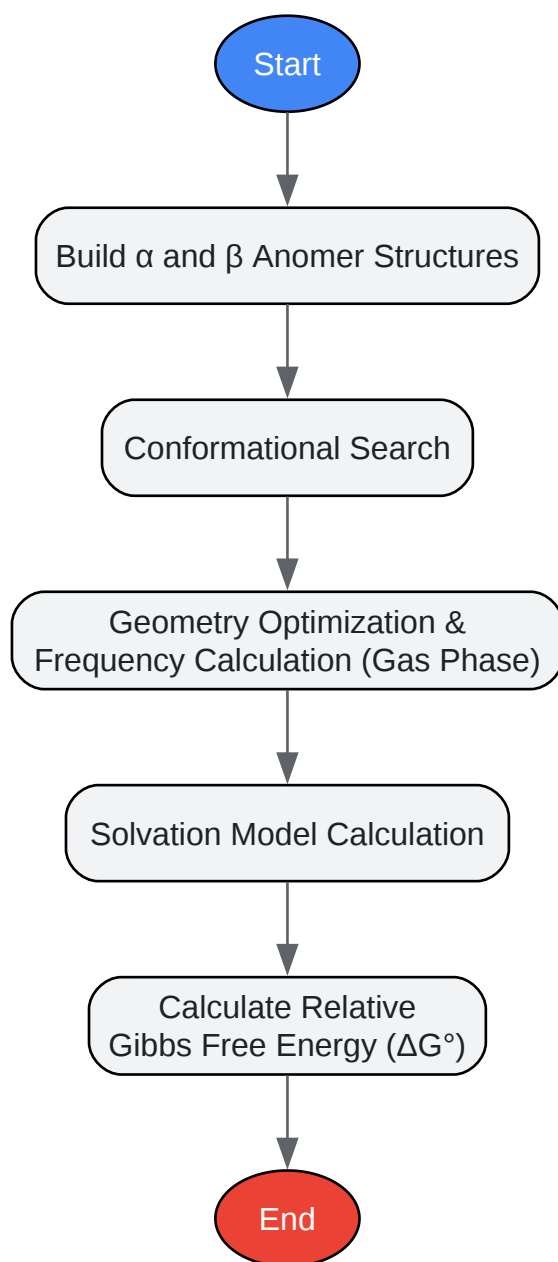 Start
Build α and β Anomer Structures
Conformational Search
Geometry Optimization &
Frequency Calculation (Gas Phase)
Solvation Model Calculation
Calculate Relative
Gibbs Free Energy (ΔG°)
End